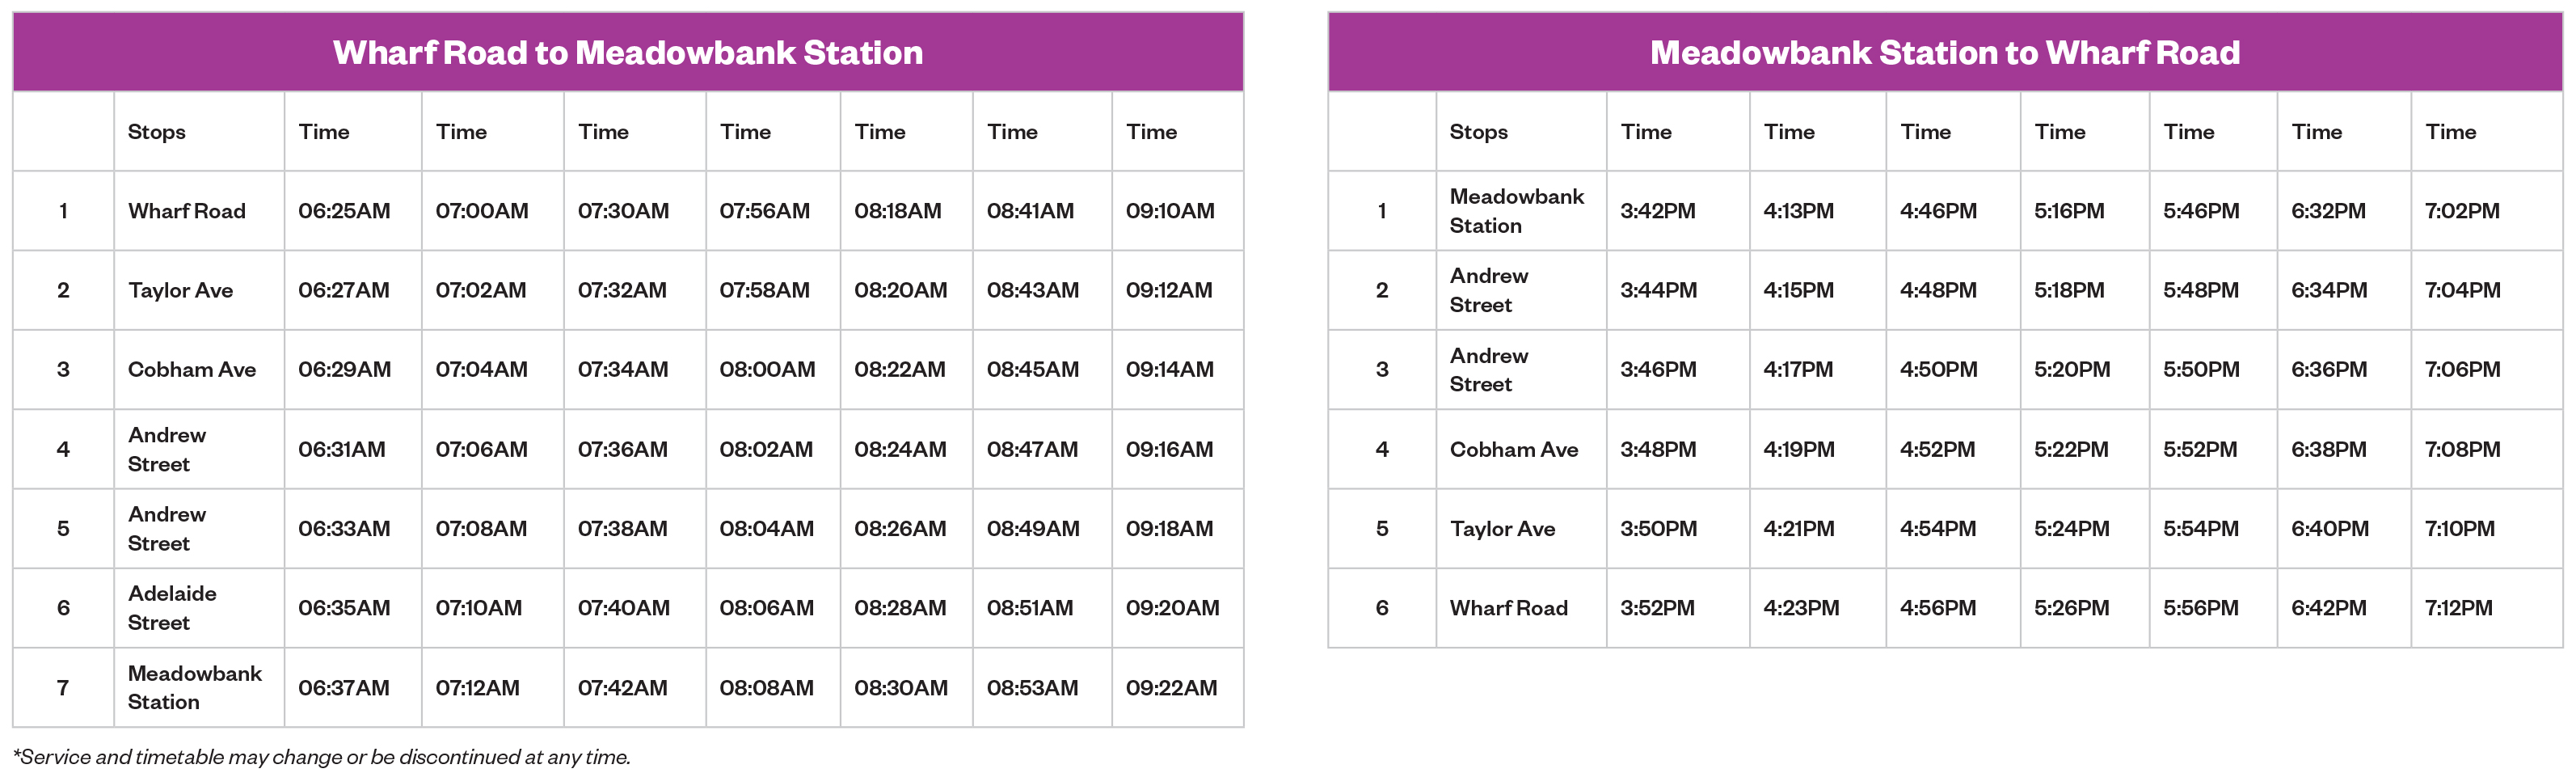 Wharf Road to Meadowbank Station
Stops Time Time Time Time Time Time Time
1 Wharf Road 06:25AM 07:00AM 07:30AM 07:56AM 08:18AM 08:41AM 09:10AM
2 Taylor Ave 06:27AM 07:02AM 07:32AM 07:58AM 08:20AM 08:43AM 09:12AM
3 Cobham Ave 06:29AM 07:04AM 07:34AM 08:00AM 08:22AM 08:45AM 09:14AM
4 Andrew Street 06:31AM 07:06AM 07:36AM 08:02AM 08:24AM 08:47AM 09:16AM
5 Andrew Street 06:33AM 07:08AM 07:38AM 08:04AM 08:26AM 08:49AM 09:18AM
6 Adelaide Street 06:35AM 07:10AM 07:40AM 08:06AM 08:28AM 08:51AM 09:20AM
7 Meadowbank Station 06:37AM 07:12AM 07:42AM 08:08AM 08:30AM 08:53AM 09:22AM
*Service and timetable may change or be discontinued at any time.
Meadowbank Station to Wharf Road
Stops Time Time Time Time Time Time Time
1 Meadowbank Station 3:42PM 4:13PM 4:46PM 5:16PM 5:46PM 6:32PM 7:02PM
2 Andrew Street 3:44PM 4:15PM 4:48PM 5:18PM 5:48PM 6:34PM 7:04PM
3 Andrew Street 3:46PM 4:17PM 4:50PM 5:20PM 5:50PM 6:36PM 7:06PM
4 Cobham Ave 3:48PM 4:19PM 4:52PM 5:22PM 5:52PM 6:38PM 7:08PM
5 Taylor Ave 3:50PM 4:21PM 4:54PM 5:24PM 5:54PM 6:40PM 7:10PM
6 Wharf Road 3:52PM 4:23PM 4:56PM 5:26PM 5:56PM 6:42PM 7:12PM